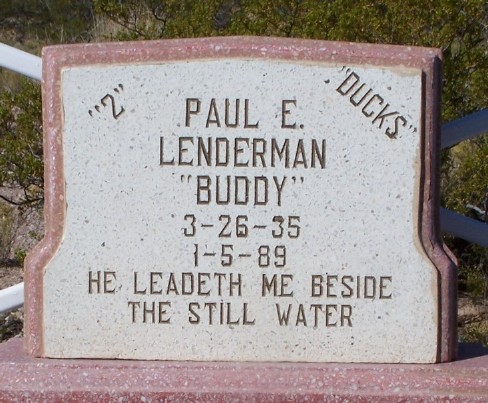 "2"
"DUCKS"
PAUL E.
LENDERMAN
"BUDDY"
3-26-35
1-5-89
HE LEADETH ME BESIDE
THE STILL WATER